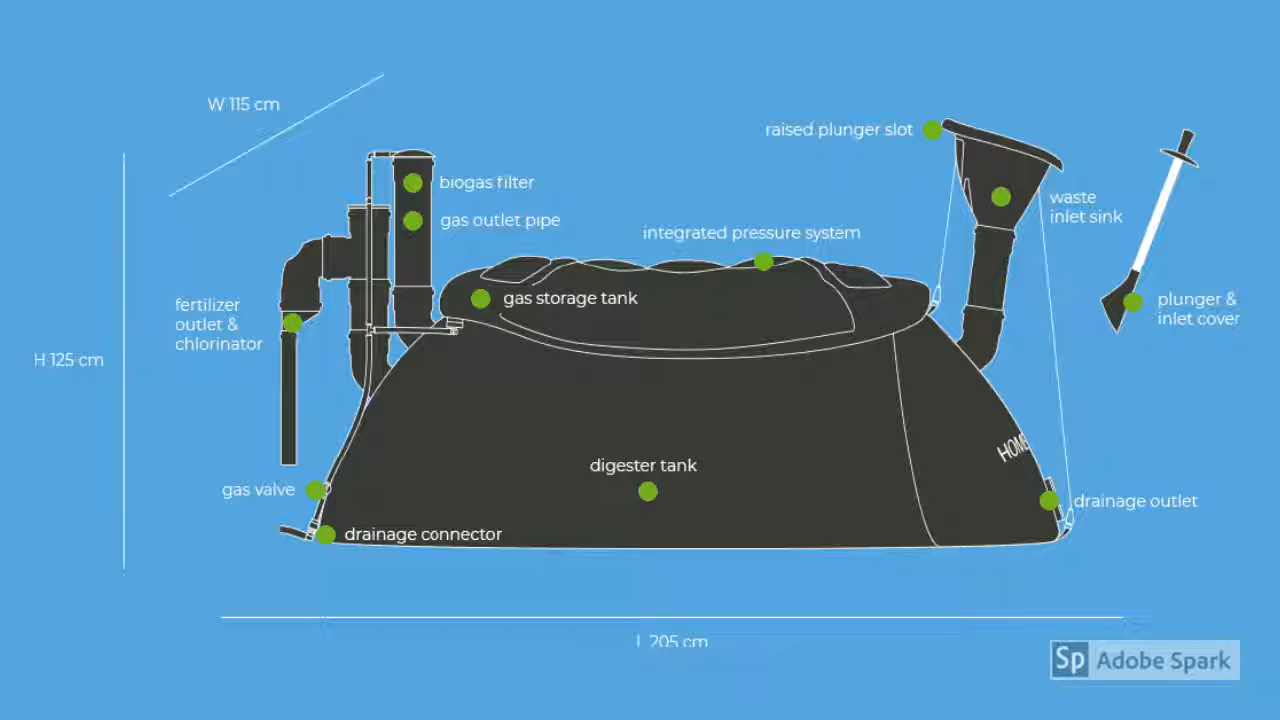 W 115 cm
raised plunger slot
biogas filter
gas outlet pipe
waste
inlet sink
integrated pressure system
gas storage tank
plunger &
inlet cover
fertilizer
outlet &
chlorinator
H 125 cm
HOME
digester tank
gas valve
drainage outlet
drainage connector
L 205 cm
Sp Adobe Spark